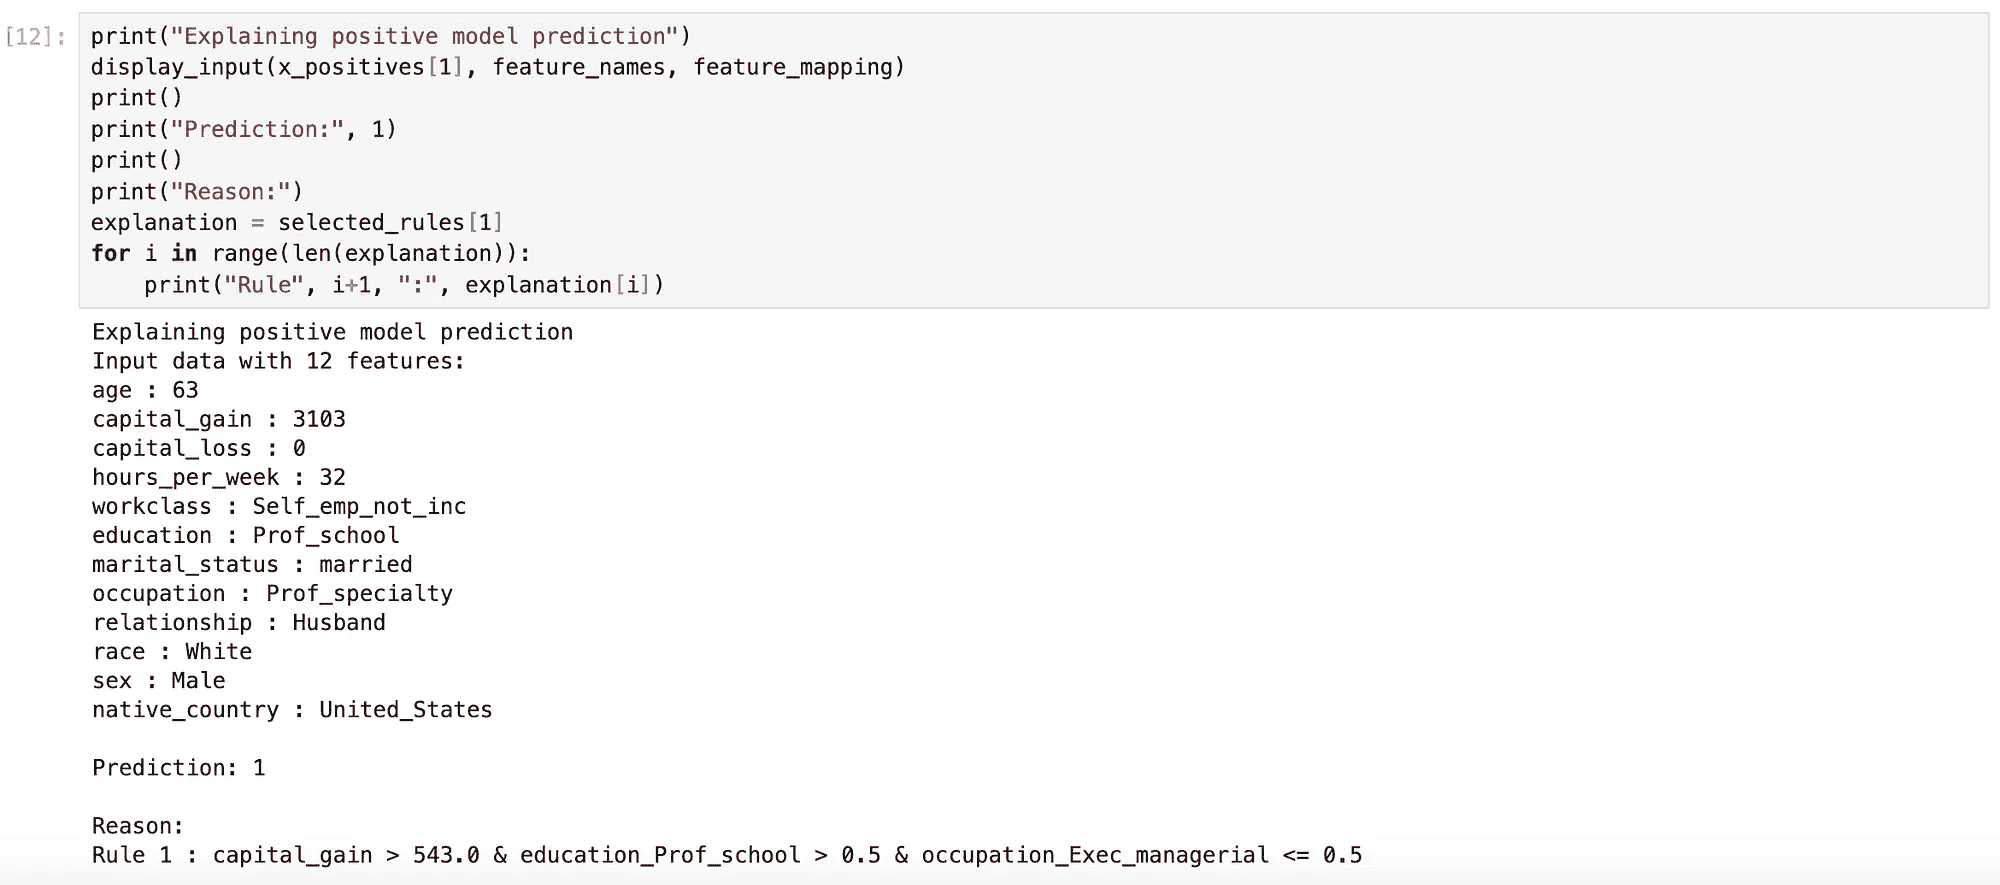 [12]:
print("Explaining positive model prediction")
display_input(x_positives[1], feature_names, feature_mapping)
print()
print("Prediction:", 1)
print()
print("Reason:")
explanation = selected_rules[1]
for i in range(len(explanation)):
    print("Rule", i+1, ":", explanation[i])
Explaining positive model prediction
Input data with 12 features:
age : 63
capital_gain : 3103
capital_loss : 0
hours_per_week : 32
workclass : Self_emp_not_inc
education : Prof_school
marital_status : married
occupation : Prof_specialty
relationship : Husband
race : White
sex : Male
native_country : United_States

Prediction: 1

Reason:
Rule 1 : capital_gain > 543.0 & education_Prof_school > 0.5 & occupation_Exec_managerial <= 0.5